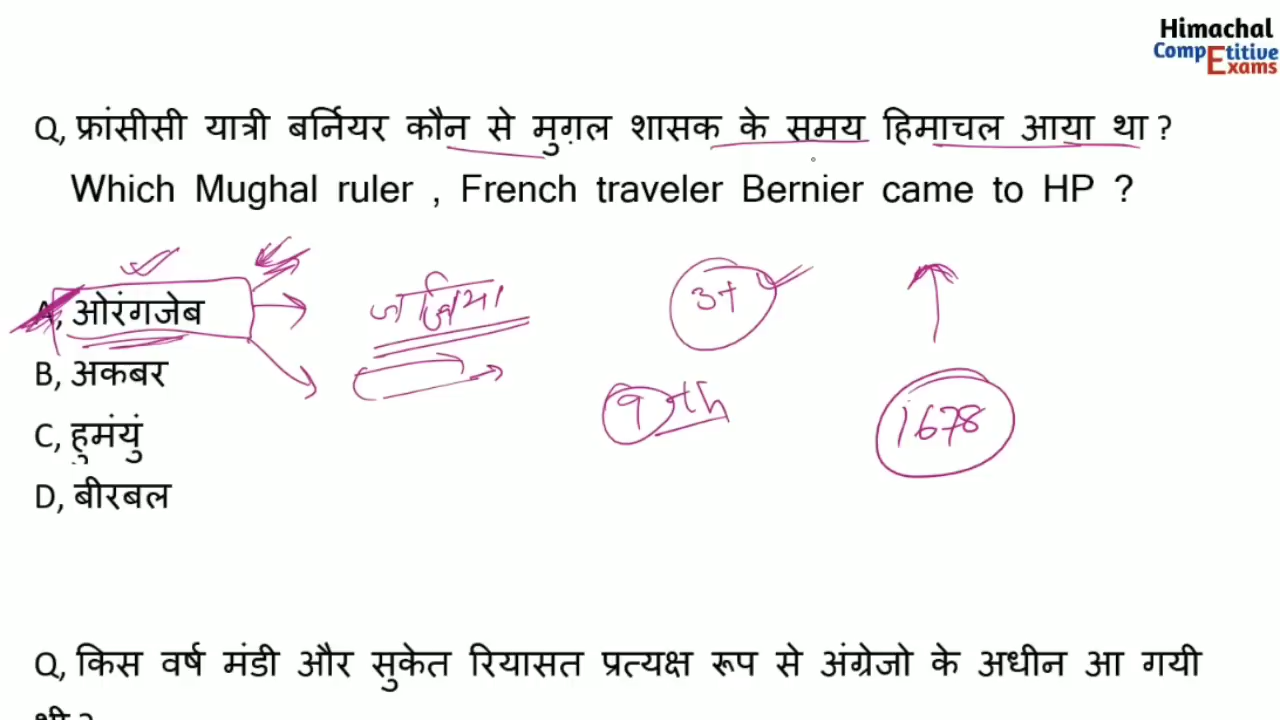 Himachal
Competitive
Exams
Q, फ्रांसीसी यात्री बर्नियर कौन से मुग़ल शासक के समय हिमाचल आया था ?
Which Mughal ruler , French traveler Bernier came to HP ?
A, ओरंगजेब
जजिया
9th
1678
B, अकबर
C, हुमंयुं
D, बीरबल
Q, किस वर्ष मंडी और सुकेत रियासत प्रत्यक्ष रूप से अंग्रेजो के अधीन आ गयी
थी ?